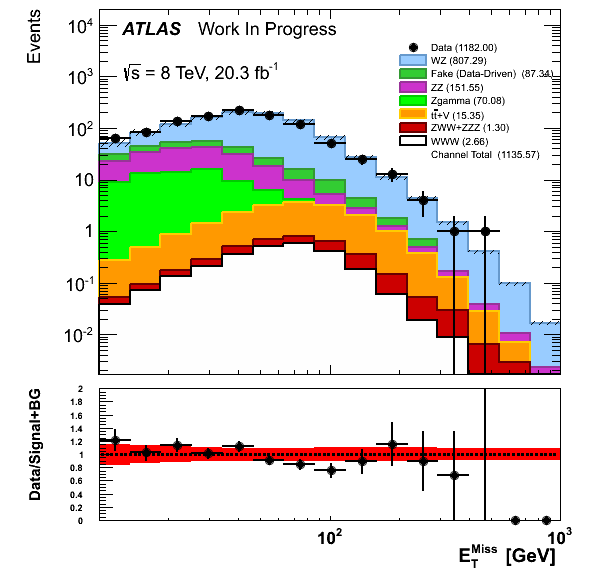 ATLAS Work In Progress
√s = 8 TeV, 20.3 fb⁻¹
Events
10⁴
10³
10²
10
1
10⁻¹
10⁻²
Data (1182.00)
WZ (807.29)
Fake (Data-Driven) (87.34)
ZZ (151.55)
Zgamma (70.08)
tt̄+V (15.35)
ZWW+ZZZ (1.30)
WWW (2.66)
Channel Total (1135.57)
Data/Signal+BG
2
1.8
1.6
1.4
1.2
1
0.8
0.6
0.4
0.2
0
10² 10³
E_T^Miss [GeV]